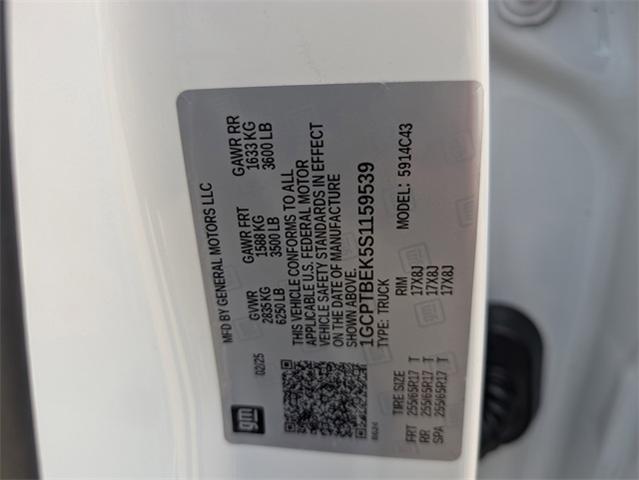 MFD BY GENERAL MOTORS LLC
02/25
GVWR
2835 KG
6250 LB
GAWR FRT
1588 KG
3500 LB
GAWR RR
1633 KG
3600 LB
THIS VEHICLE CONFORMS TO ALL
APPLICABLE U.S. FEDERAL MOTOR
VEHICLE SAFETY STANDARDS IN EFFECT
ON THE DATE OF MANUFACTURE
SHOWN ABOVE.
1GCPTBEK5S1159539
TYPE: TRUCK
MODEL: 5914C43
TIRE SIZE RIM
FRT 255/65R17 T 17X8J
RR 255/65R17 T 17X8J
SPA 255/65R17 T 17X8J
gm